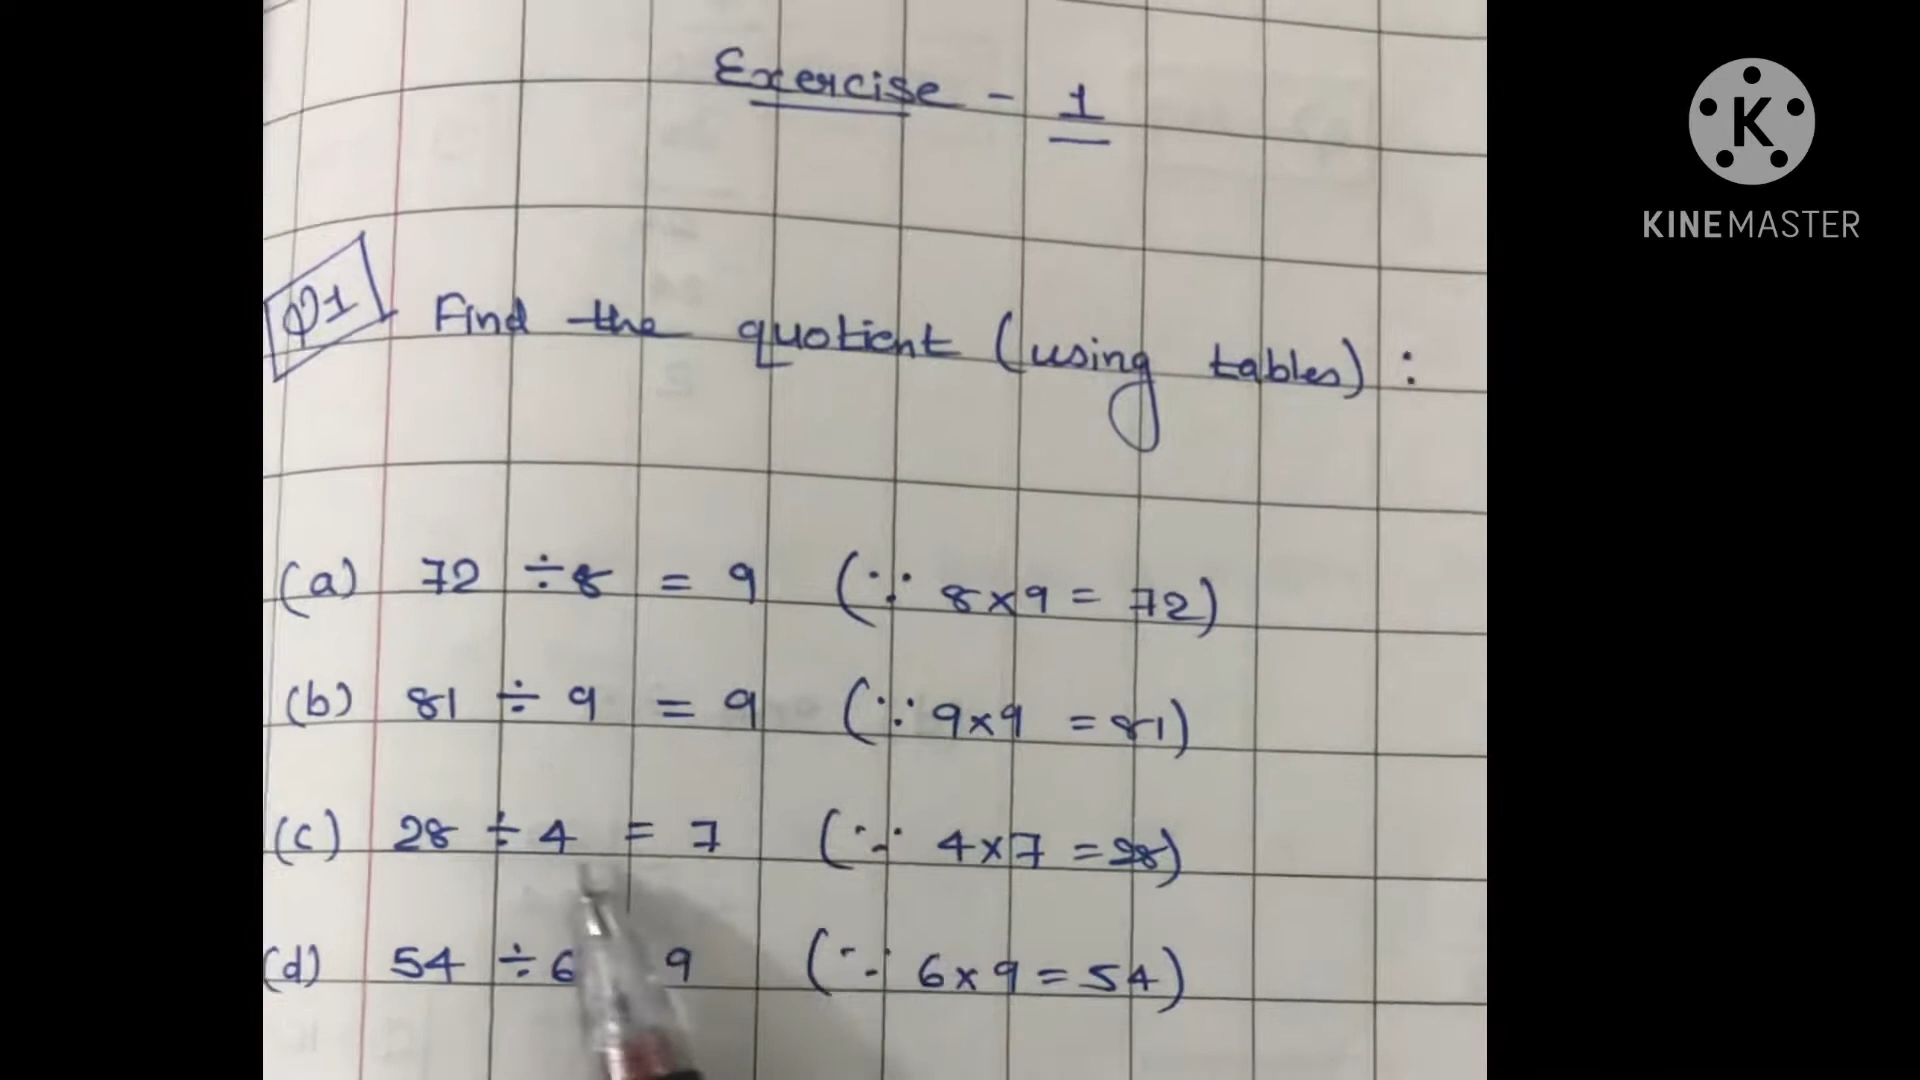 Exercise - 1
K
KINEMASTER
Q1 Find the quotient (using tables) :
(a) 72 ÷ 8 = 9 (∵ 8 × 9 = 72)
(b) 81 ÷ 9 = 9 (∵ 9 × 9 = 81)
(c) 28 ÷ 4 = 7 (∵ 4 × 7 = 28)
(d) 54 ÷ 6 9 (∵ 6 × 9 = 54)